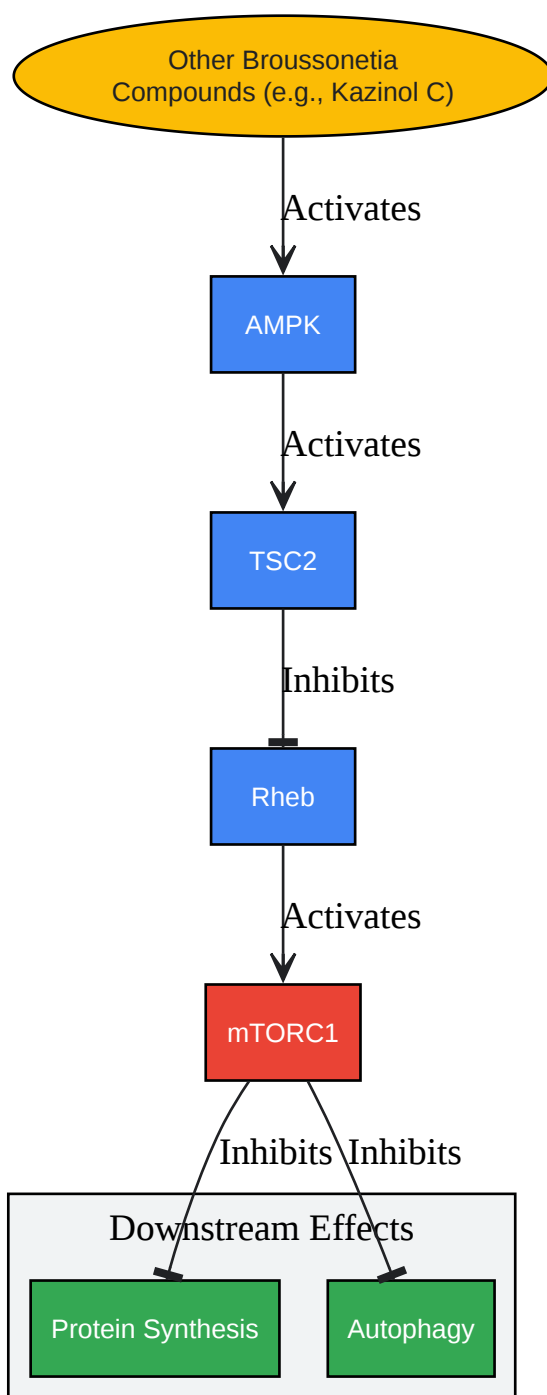 Other Broussonetia
Compounds (e.g., Kazinol C)
Activates
AMPK
Activates
TSC2
Inhibits
Rheb
Activates
mTORC1
Inhibits
Inhibits
Downstream Effects
Protein Synthesis
Autophagy